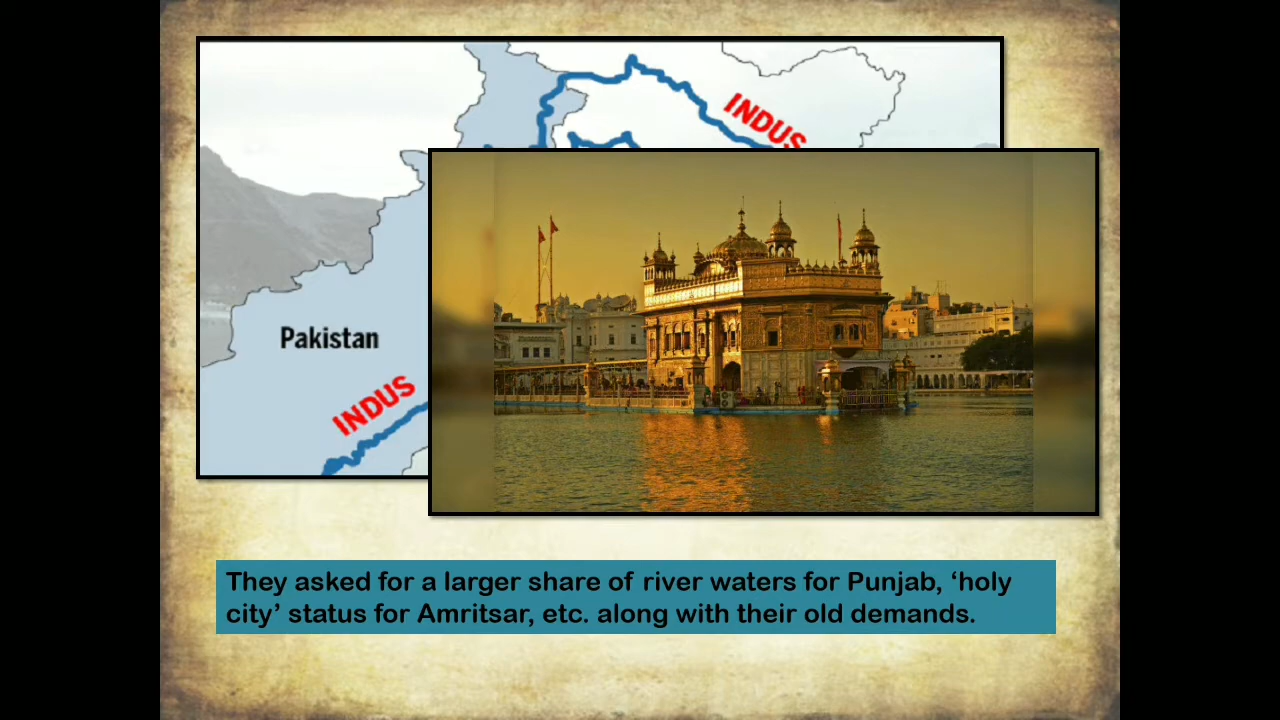 INDUS
Pakistan
INDUS
They asked for a larger share of river waters for Punjab, ‘holy
city’ status for Amritsar, etc. along with their old demands.